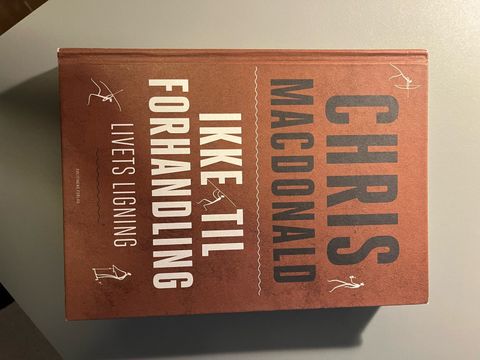 CHRIS
MACDONALD
IKKE TIL
FORHANDLING
LIVETS LIGNING